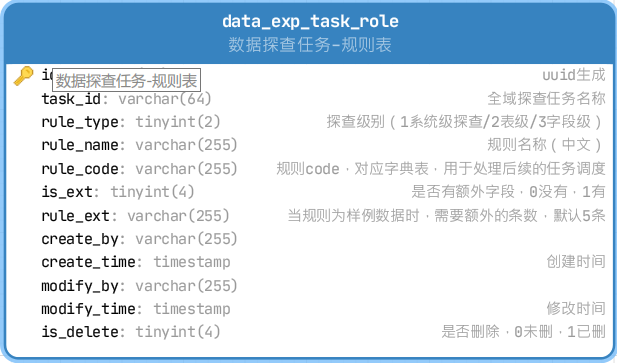 data_exp_task_role
数据探查任务-规则表
id uuid生成
数据探查任务-规则表
task_id: varchar(64) 全域探查任务名称
rule_type: tinyint(2) 探查级别（1系统级探查/2表级/3字段级）
rule_name: varchar(255) 规则名称（中文）
rule_code: varchar(255) 规则code，对应字典表，用于处理后续的任务调度
is_ext: tinyint(4) 是否有额外字段，0没有，1有
rule_ext: varchar(255) 当规则为样例数据时，需要额外的条数，默认5条
create_by: varchar(255)
create_time: timestamp 创建时间
modify_by: varchar(255)
modify_time: timestamp 修改时间
is_delete: tinyint(4) 是否删除，0未删，1已删